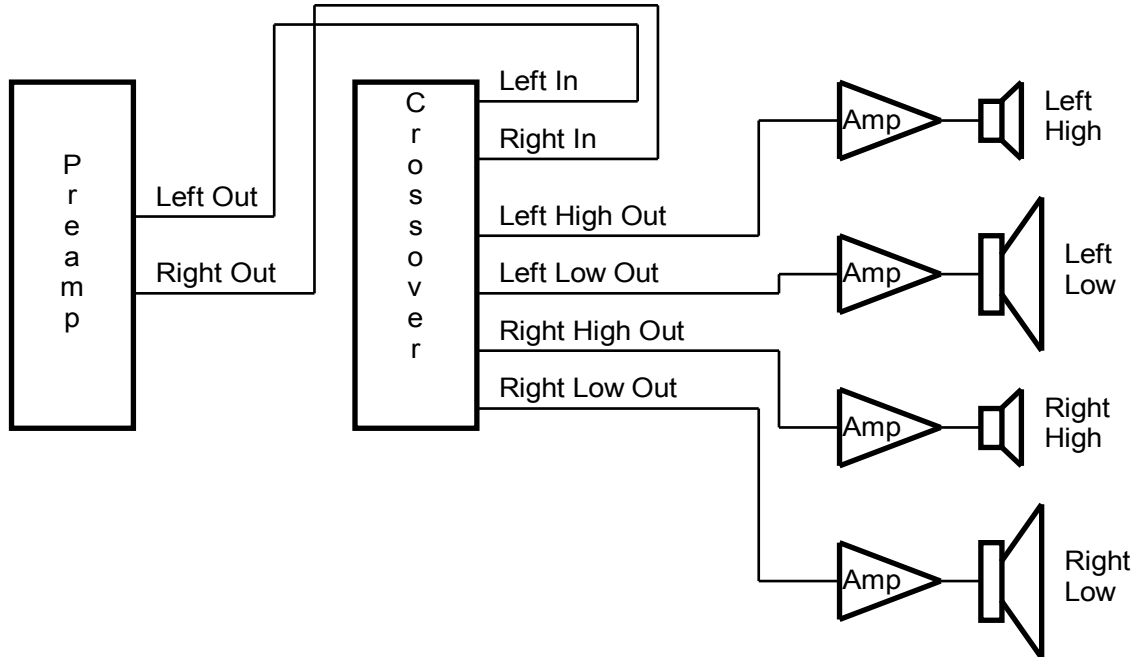 Preamp
Left Out
Right Out
Crossover
Left In
Right In
Left High Out
Left Low Out
Right High Out
Right Low Out
Amp
Left
High
Amp
Left
Low
Amp
Right
High
Amp
Right
Low